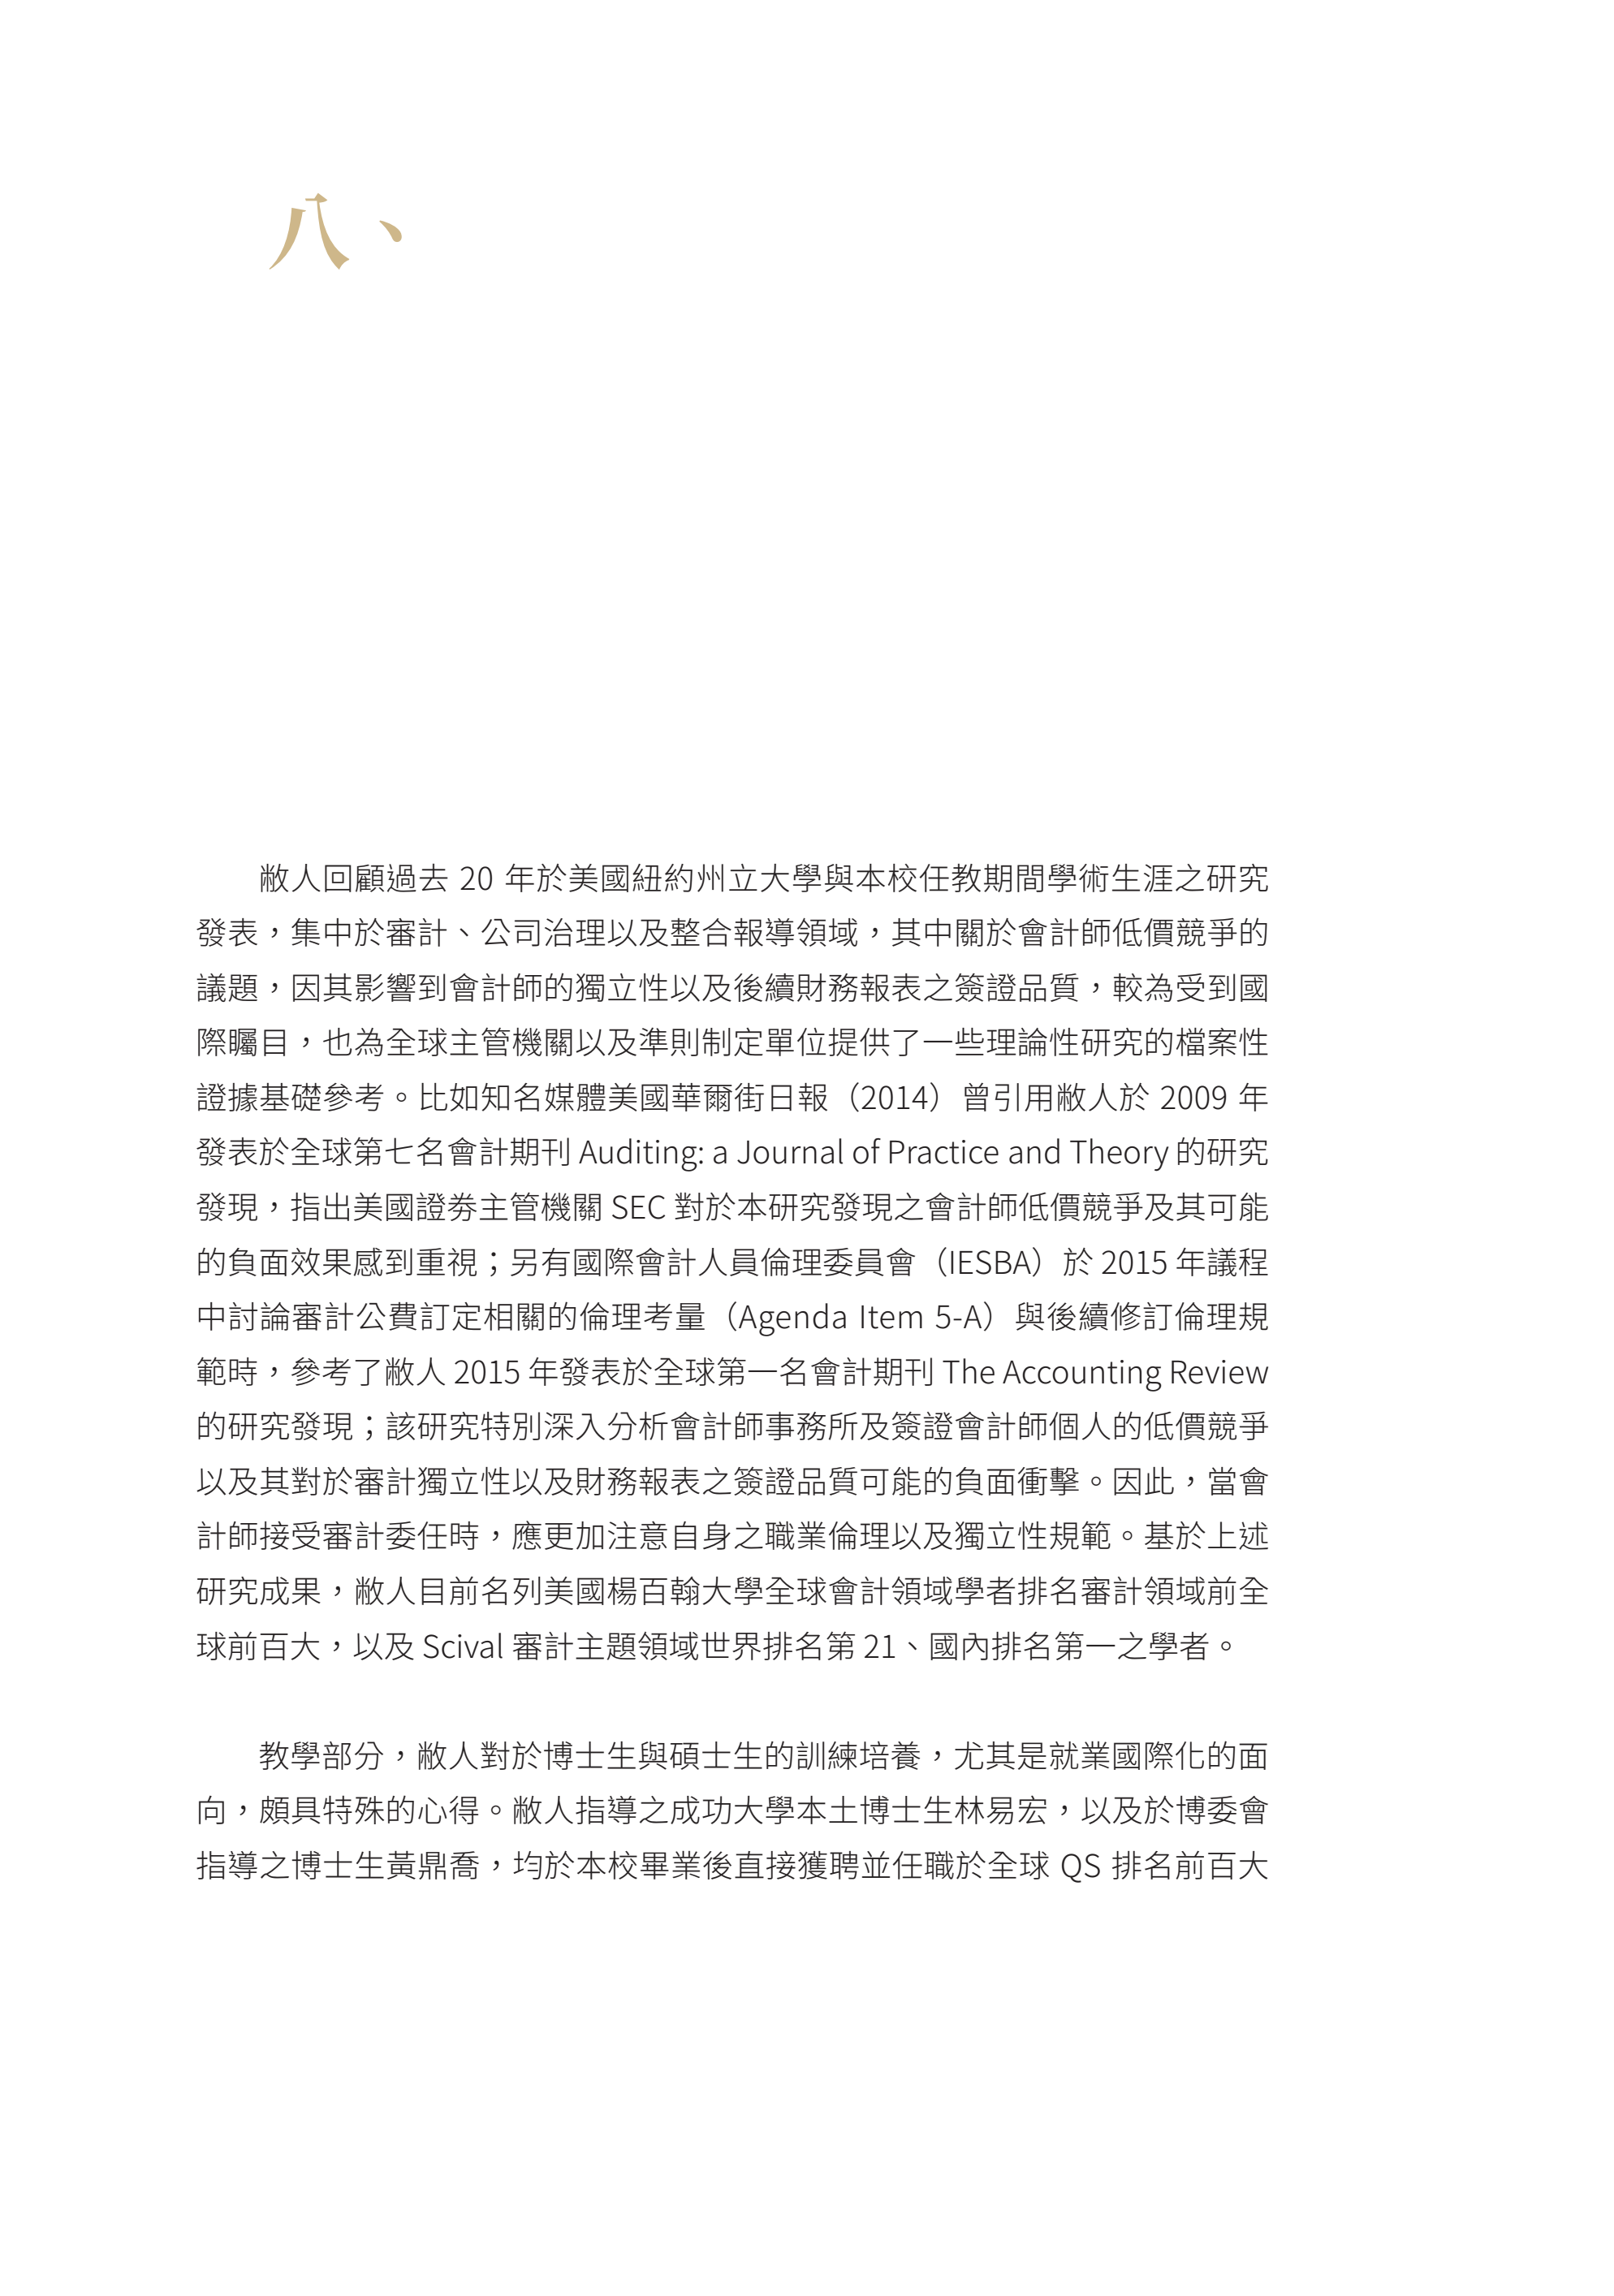 八、
敝人回顧過去 20 年於美國紐約州立大學與本校任教期間學術生涯之研究
發表，集中於審計、公司治理以及整合報導領域，其中關於會計師低價競爭的
議題，因其影響到會計師的獨立性以及後續財務報表之簽證品質，較為受到國
際矚目，也為全球主管機關以及準則制定單位提供了一些理論性研究的檔案性
證據基礎參考。比如知名媒體美國華爾街日報（2014）曾引用敝人於 2009 年
發表於全球第七名會計期刊 Auditing: a Journal of Practice and Theory 的研究
發現，指出美國證劵主管機關 SEC 對於本研究發現之會計師低價競爭及其可能
的負面效果感到重視；另有國際會計人員倫理委員會（IESBA）於 2015 年議程
中討論審計公費訂定相關的倫理考量（Agenda Item 5-A）與後續修訂倫理規
範時，參考了敝人 2015 年發表於全球第一名會計期刊 The Accounting Review
的研究發現；該研究特別深入分析會計師事務所及簽證會計師個人的低價競爭
以及其對於審計獨立性以及財務報表之簽證品質可能的負面衝擊。因此，當會
計師接受審計委任時，應更加注意自身之職業倫理以及獨立性規範。基於上述
研究成果，敝人目前名列美國楊百翰大學全球會計領域學者排名審計領域前全
球前百大，以及 Scival 審計主題領域世界排名第 21、國內排名第一之學者。
教學部分，敝人對於博士生與碩士生的訓練培養，尤其是就業國際化的面
向，頗具特殊的心得。敝人指導之成功大學本土博士生林易宏，以及於博委會
指導之博士生黃鼎喬，均於本校畢業後直接獲聘並任職於全球 QS 排名前百大